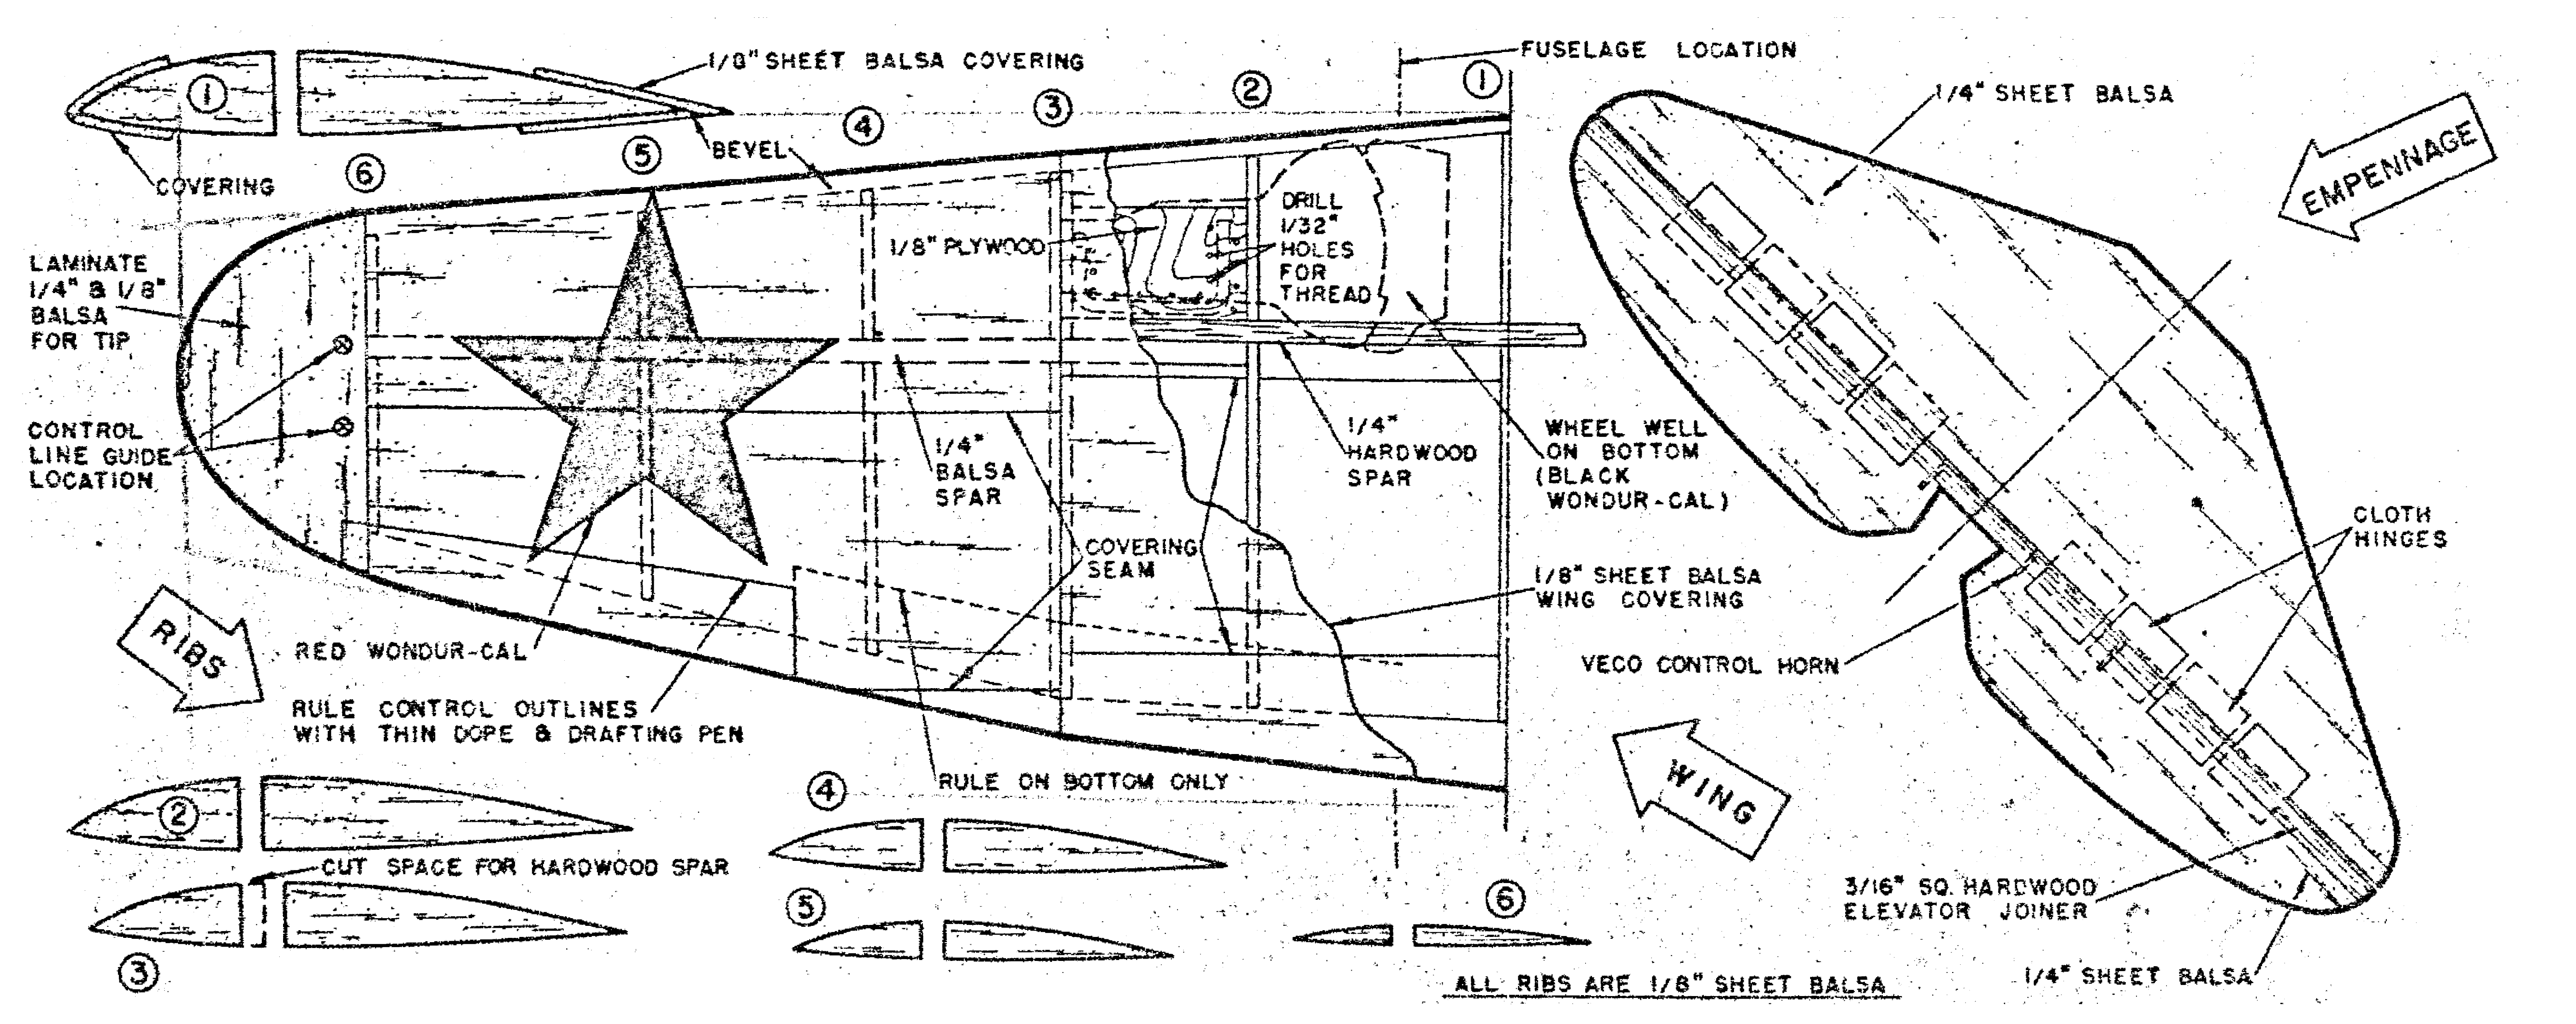 1/8" SHEET BALSA COVERING
FUSELAGE LOCATION
1
2
3
4
5
6
1
BEVEL
COVERING
1/4" SHEET BALSA
EMPENNAGE
LAMINATE
1/4" & 1/8"
BALSA
FOR TIP
1/8" PLYWOOD
DRILL
1/32"
HOLES
FOR
THREAD
CONTROL
LINE GUIDE
LOCATION
1/4"
BALSA
SPAR
1/4"
HARDWOOD
SPAR
WHEEL WELL
ON BOTTOM
(BLACK
WONDUR-CAL)
CLOTH
HINGES
COVERING
SEAM
1/8" SHEET BALSA
WING COVERING
RIBS
RED WONDUR-CAL
VECO CONTROL HORN
RULE CONTROL OUTLINES
WITH THIN DOPE & DRAFTING PEN
RULE ON BOTTOM ONLY
WING
2
CUT SPACE FOR HARDWOOD SPAR
3
4
5
6
3/16" SQ. HARDWOOD
ELEVATOR JOINER
1/4" SHEET BALSA
ALL RIBS ARE 1/8" SHEET BALSA